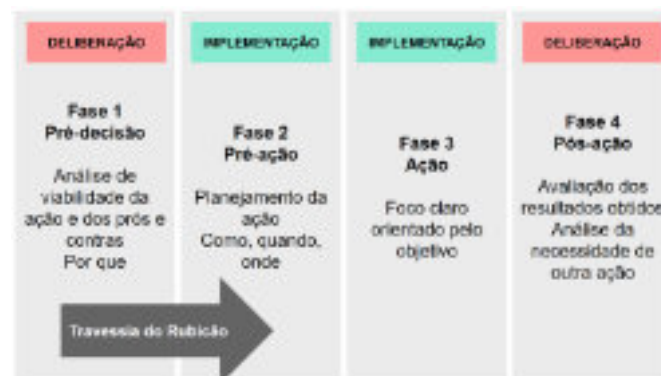 DELIBERAÇÃO
Fase 1
Pré-decisão
Análise de
viabilidade da
ação e dos prós e
contras
Por que
IMPLEMENTAÇÃO
Fase 2
Pré-ação
Planejamento da
ação
Como, quando,
onde
IMPLEMENTAÇÃO
Fase 3
Ação
Foco claro
orientado pelo
objetivo
DELIBERAÇÃO
Fase 4
Pós-ação
Avaliação dos
resultados obtidos
Análise da
necessidade de
outra ação
Travessia do Rubicão